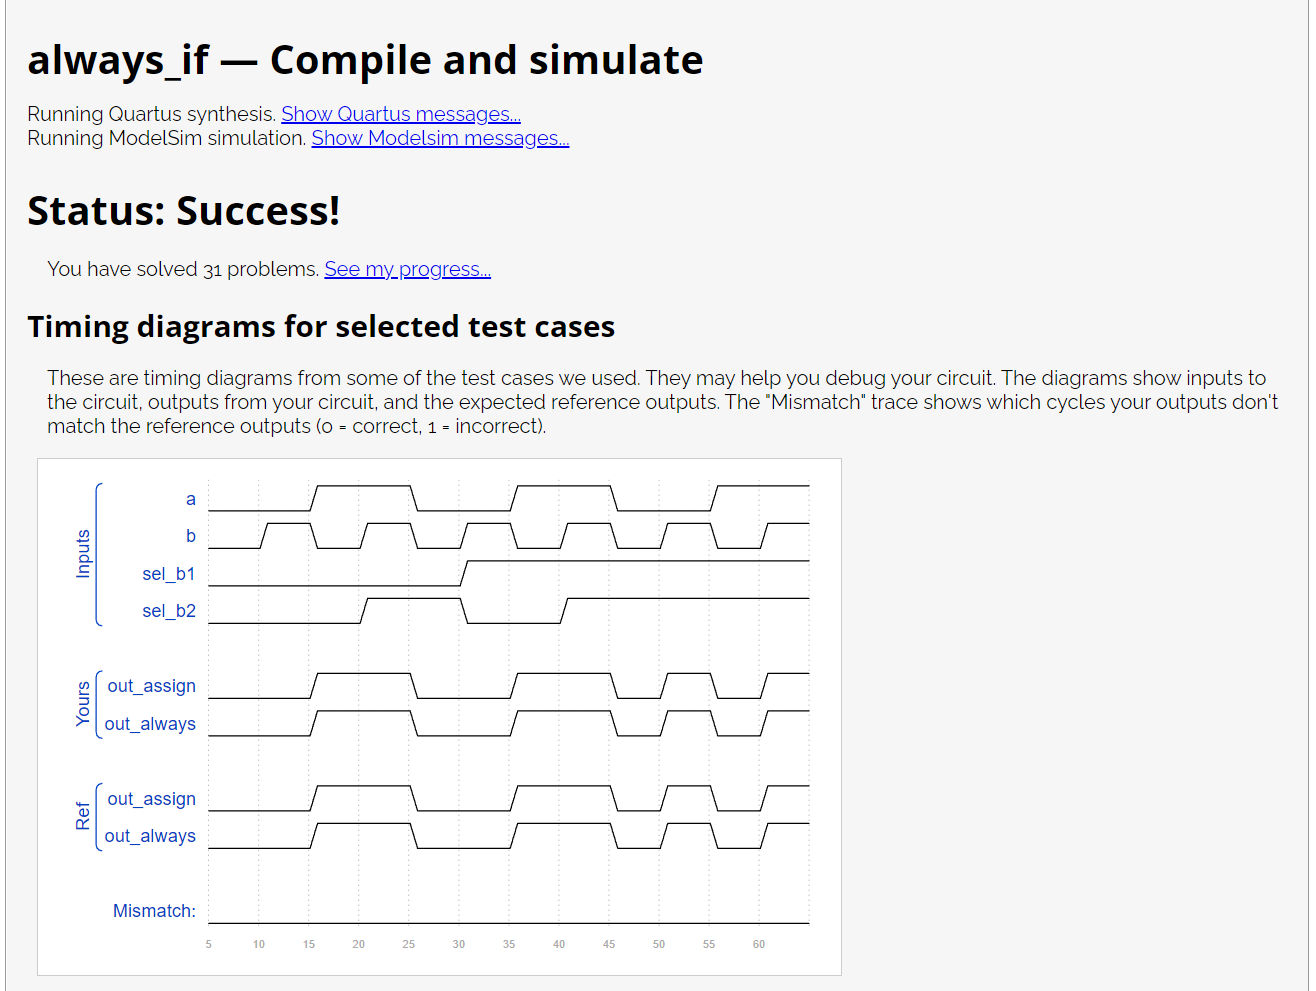 always_if — Compile and simulate
Running Quartus synthesis. Show Quartus messages...
Running ModelSim simulation. Show Modelsim messages...
Status: Success!
You have solved 31 problems. See my progress...
Timing diagrams for selected test cases
These are timing diagrams from some of the test cases we used. They may help you debug your circuit. The diagrams show inputs to
the circuit, outputs from your circuit, and the expected reference outputs. The "Mismatch" trace shows which cycles your outputs don't
match the reference outputs (0 = correct, 1 = incorrect).
Inputs
a
b
sel_b1
sel_b2
Yours
out_assign
out_always
Ref
out_assign
out_always
Mismatch:
5 10 15 20 25 30 35 40 45 50 55 60